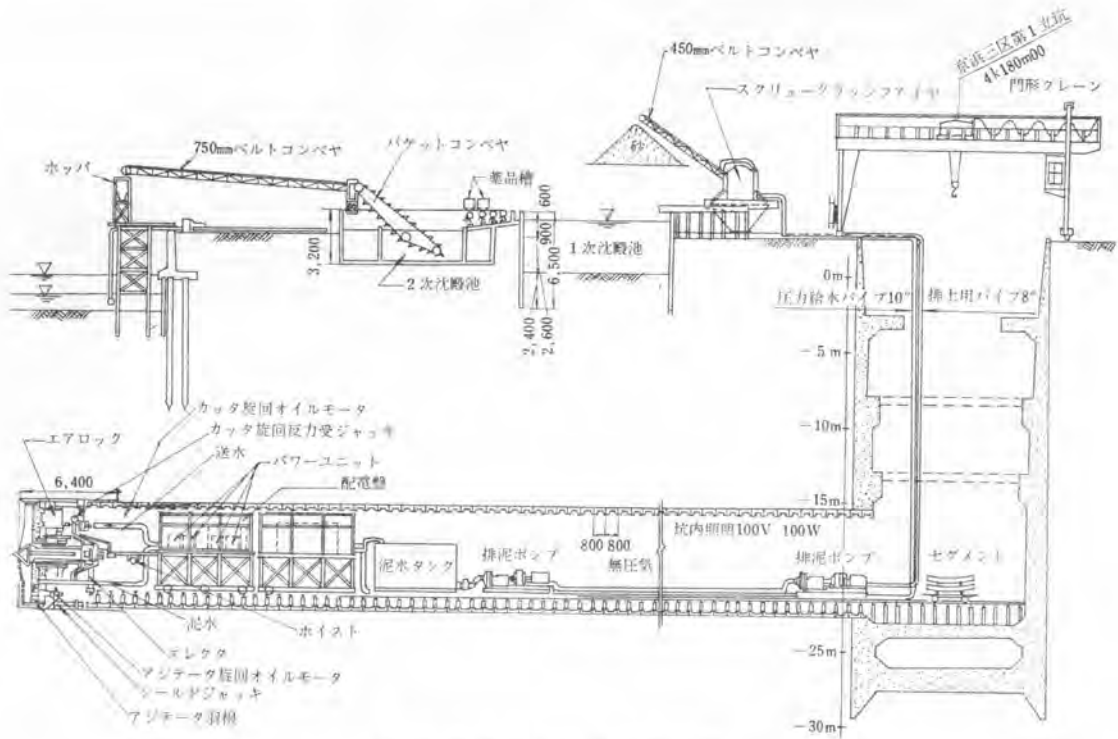 450mmベルトコンベヤ
京浜三区第1立坑
4k180m00
門形クレーン
スクリュークラッシファイヤ
750mmベルトコンベヤ
バケットコンベヤ
ホッパ
薬品槽
砂
600
900
6,500
3,200
2次沈殿池
1次沈殿池
2,400
2,600
0m
圧力給水パイプ10"
排土用パイプ8"
-5m
-10m
-15m
カッタ旋回オイルモータ
カッタ旋回反力受ジャッキ
エアロック
送水
パワーユニット
6,400
配電盤
坑内照明100V 100W
800 800
無圧気
泥水タンク
排泥ポンプ
排泥ポンプ
セグメント
泥水
ホイスト
エレクタ
アジテータ旋回オイルモータ
シールドジャッキ
アジテータ羽根
-25m
-30m